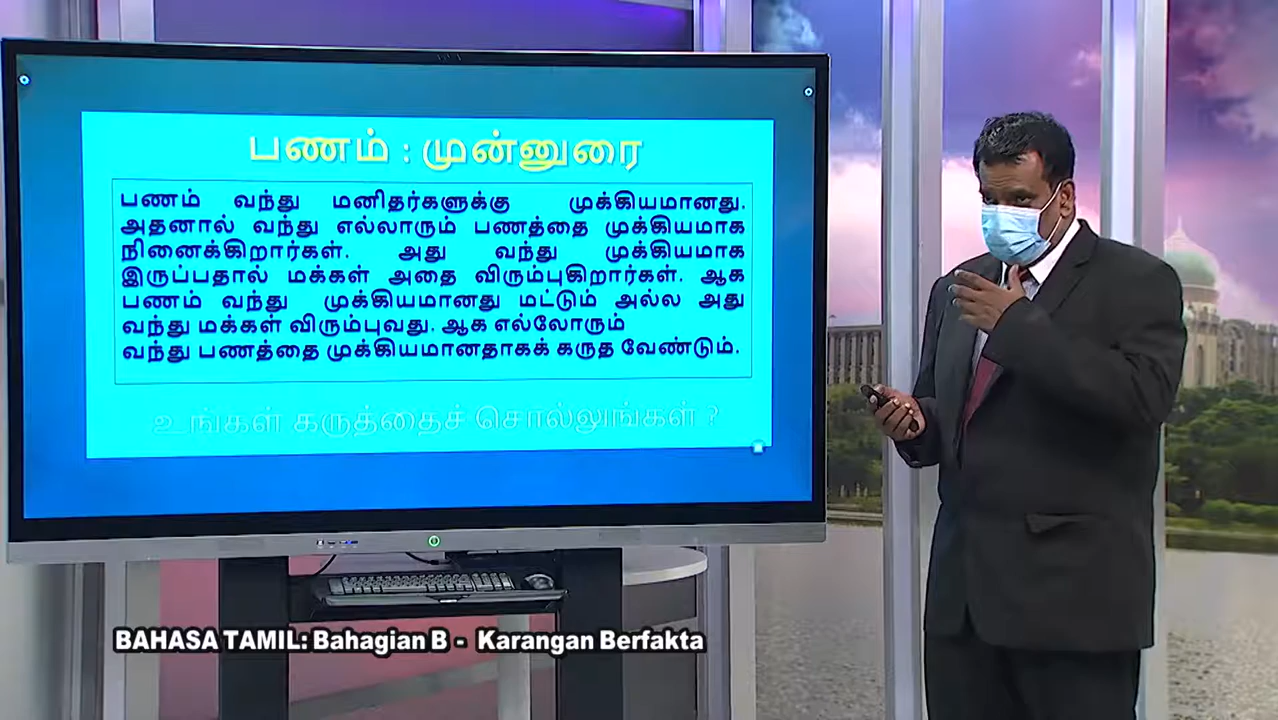 பணம் : முன்னுரை
பணம் வந்து மனிதர்களுக்கு முக்கியமானது.
அதனால் வந்து எல்லாரும் பணத்தை முக்கியமாக
நினைக்கிறார்கள். அது வந்து முக்கியமாக
இருப்பதால் மக்கள் அதை விரும்புகிறார்கள். ஆக
பணம் வந்து முக்கியமானது மட்டும் அல்ல அது
வந்து மக்கள் விரும்புவது. ஆக எல்லோரும்
வந்து பணத்தை முக்கியமானதாகக் கருத வேண்டும்.
உங்கள் கருத்தைச் சொல்லுங்கள் ?
BAHASA TAMIL: Bahagian B - Karangan Berfakta